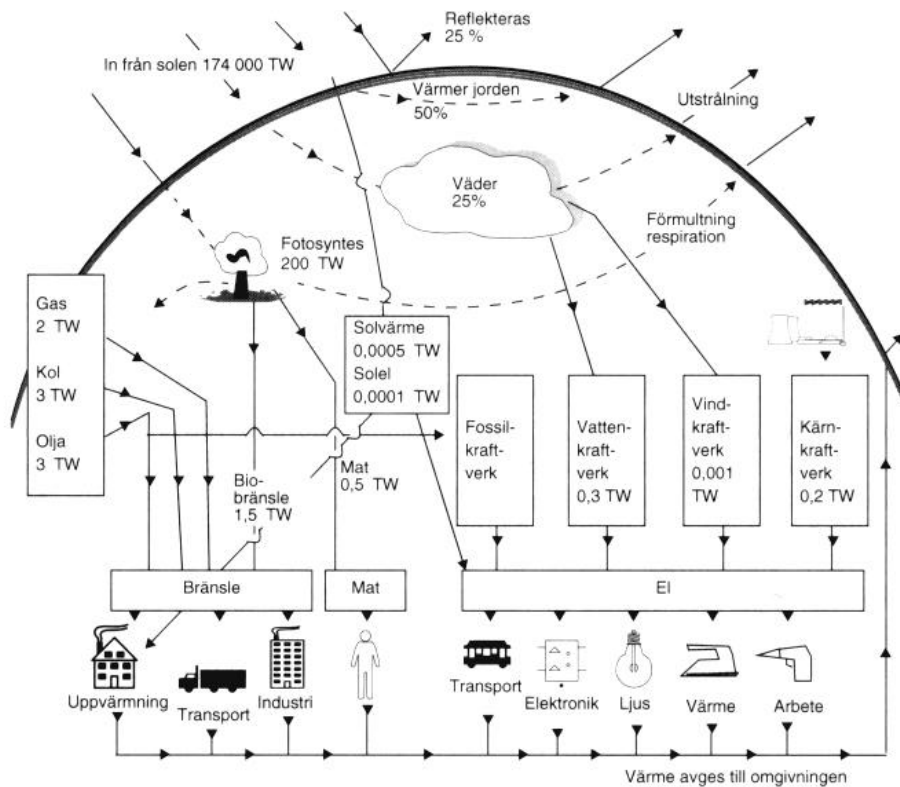 Reflekteras
25 %
In från solen 174 000 TW
Värmer jorden
50%
Utstrålning
Väder
25%
Förmultning
respiration
Fotosyntes
200 TW
Gas
2 TW
Kol
3 TW
Olja
3 TW
Solvärme
0,0005 TW
Solel
0,0001 TW
Fossil-
kraft-
verk
Vatten-
kraft-
verk
0,3 TW
Vind-
kraft-
verk
0,001
TW
Kärn-
kraft-
verk
0,2 TW
Bio-
bränsle
1,5 TW
Mat
0,5 TW
Bränsle
Mat
El
Uppvärmning
Transport
Industri
Transport
Elektronik
Ljus
Värme
Arbete
Värme avges till omgivningen